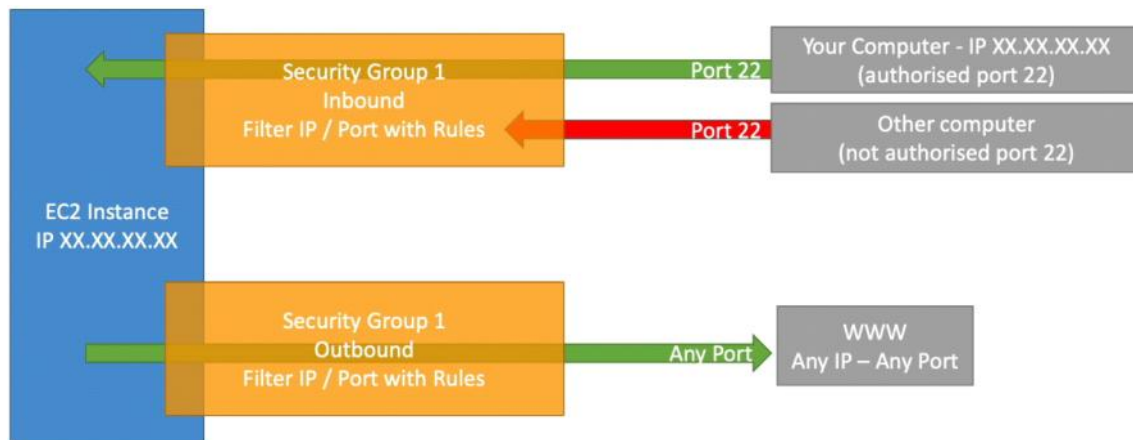 Your Computer - IP XX.XX.XX.XX
(authorised port 22)
Security Group 1
Inbound
Filter IP / Port with Rules
Port 22
Port 22
Other computer
(not authorised port 22)
EC2 Instance
IP XX.XX.XX.XX
Security Group 1
Outbound
Filter IP / Port with Rules
Any Port
WWW
Any IP – Any Port